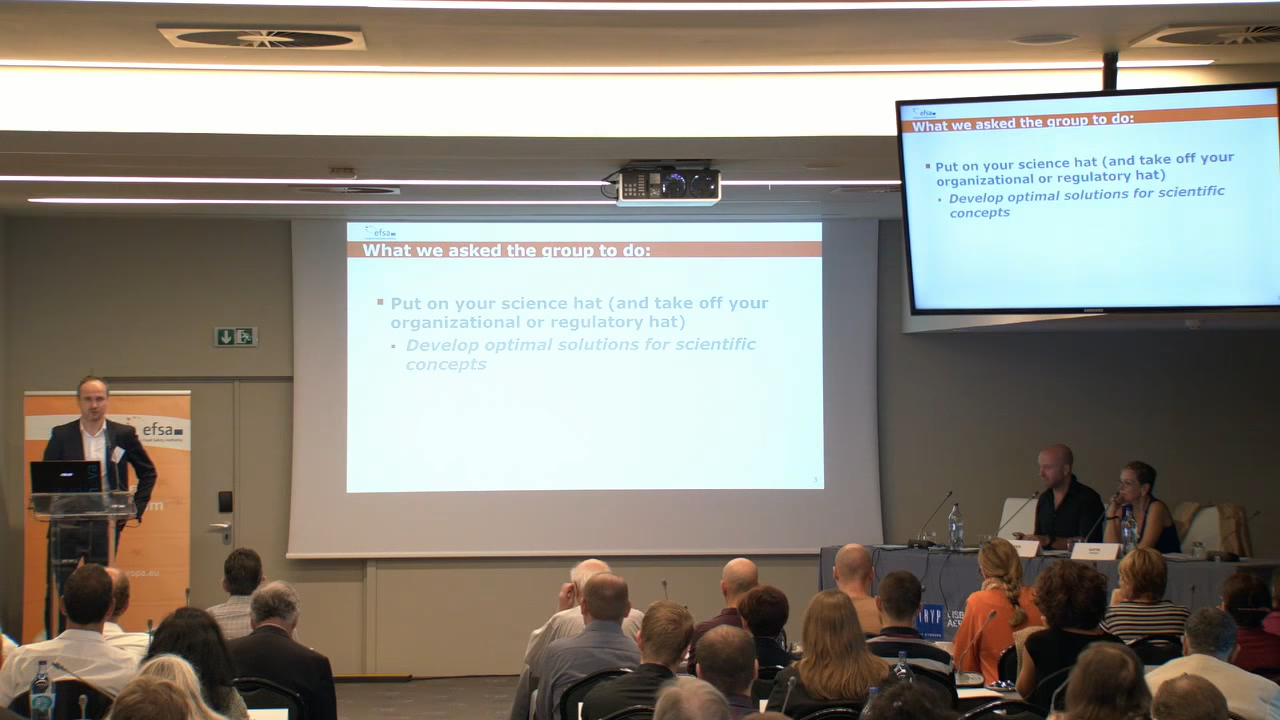 efsa
What we asked the group to do:
Put on your science hat (and take off your
organizational or regulatory hat)
Develop optimal solutions for scientific
concepts
efsa
What we asked the group to do:
Put on your science hat (and take off your
organizational or regulatory hat)
Develop optimal solutions for scientific
concepts
efsa